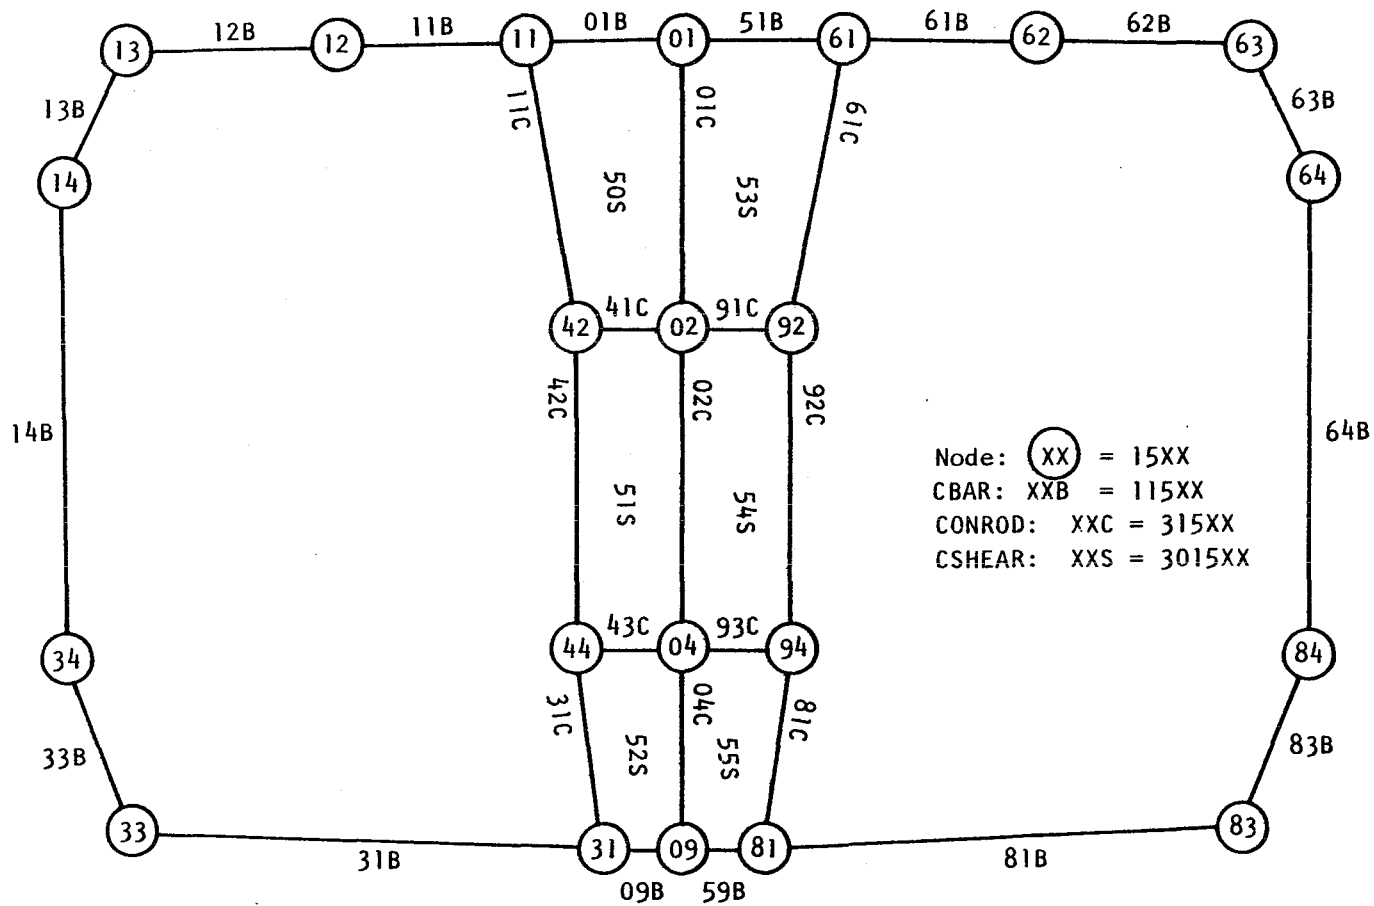 12B
11B
01B
51B
61B
62B
13
12
11
01
61
62
63
13B
11C
01C
61C
63B
14
50S
53S
64
41C
91C
42
02
92
42C
02C
92C
14B
64B
Node: XX = 15XX
CBAR: XXB = 115XX
CONROD: XXC = 315XX
CSHEAR: XXS = 3015XX
51S
54S
43C
93C
34
44
04
94
84
31C
04C
81C
33B
52S
55S
83B
33
31
09
81
83
31B
81B
09B
59B